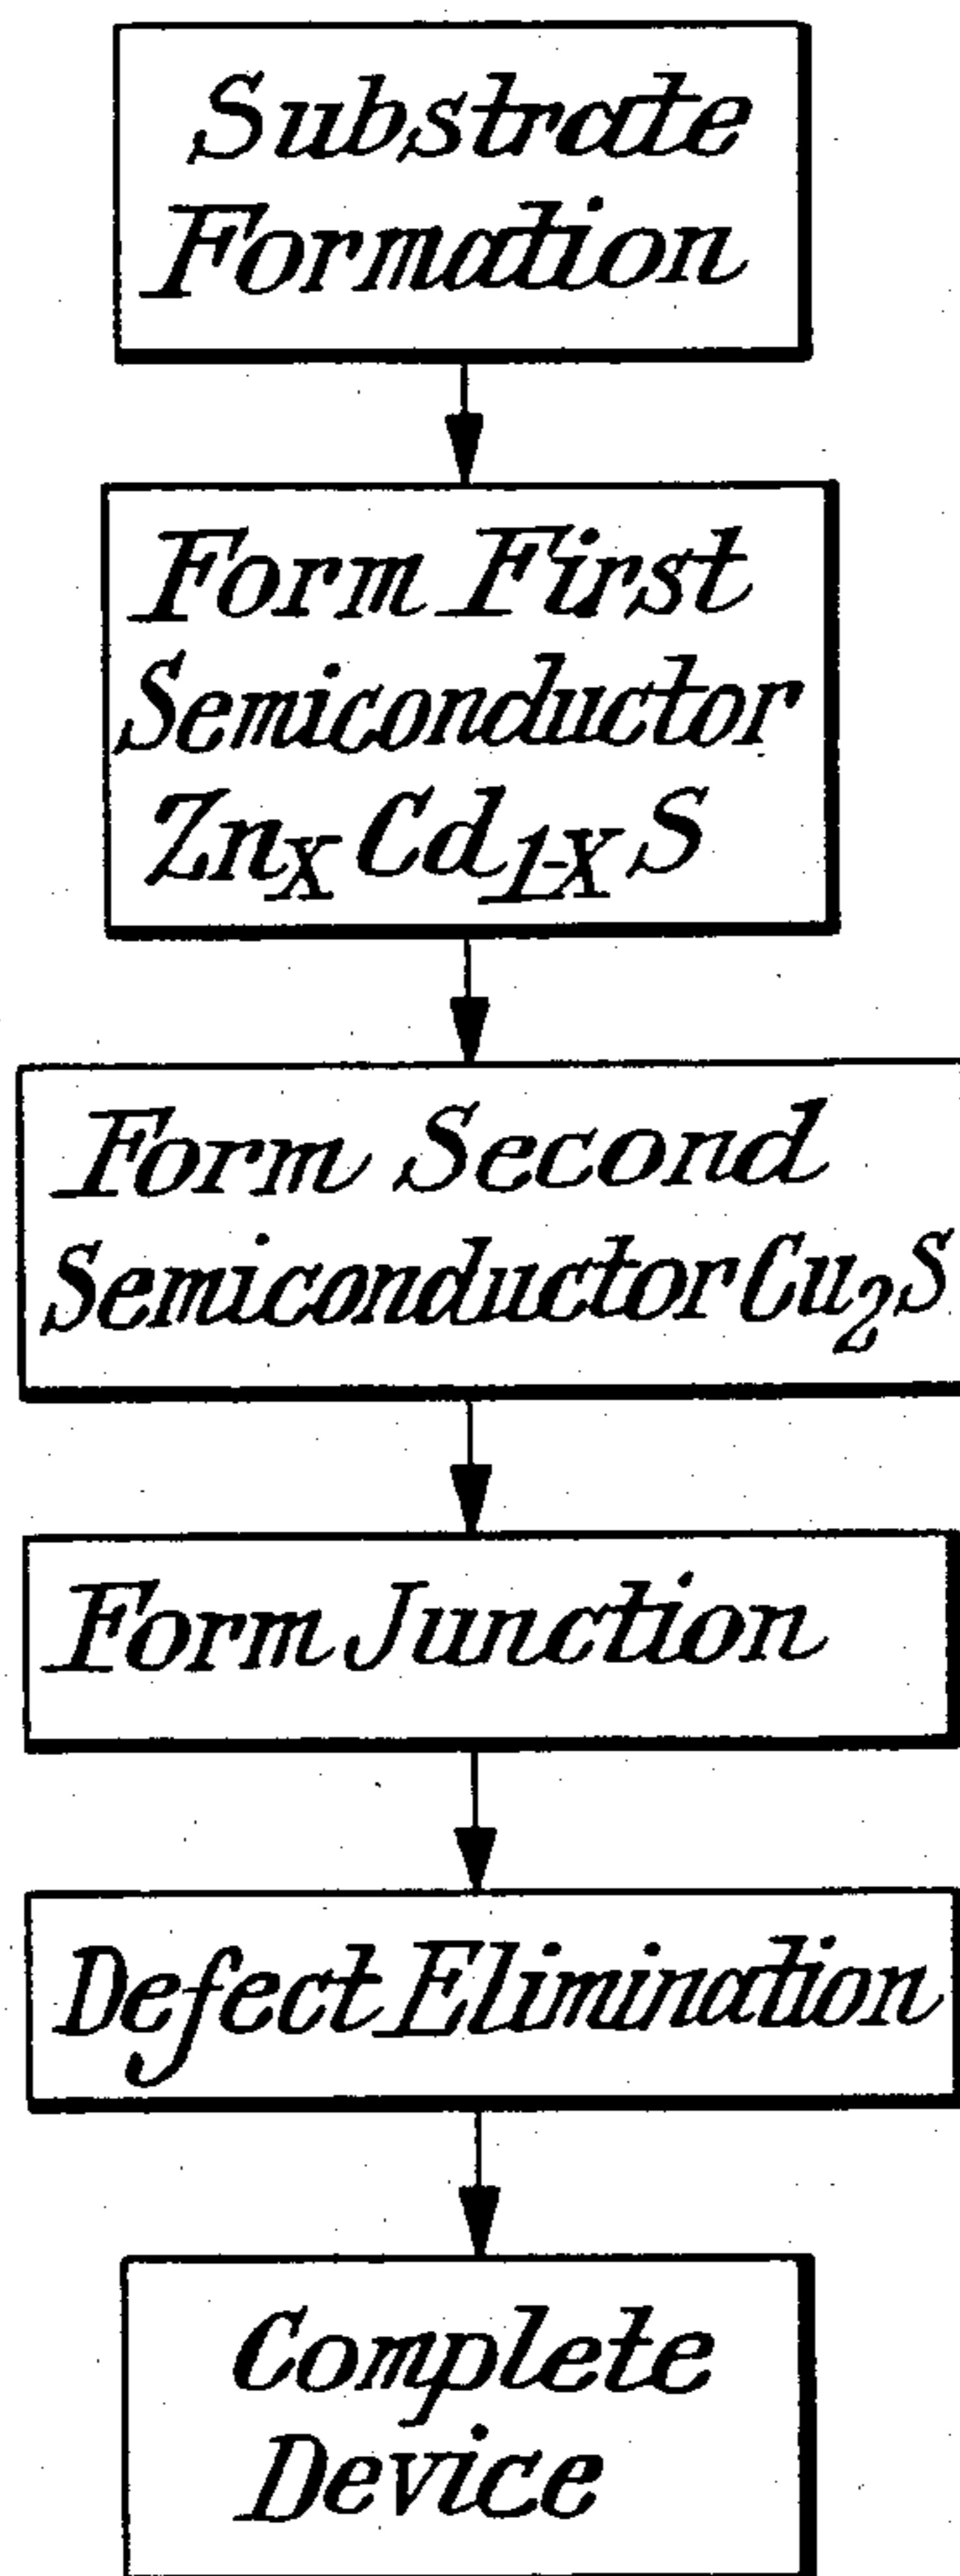 Substrate
Formation
Form First
Semiconductor
ZnₓCd₁₋ₓS
Form Second
Semiconductor Cu₂S
Form Junction
Defect Elimination
Complete
Device